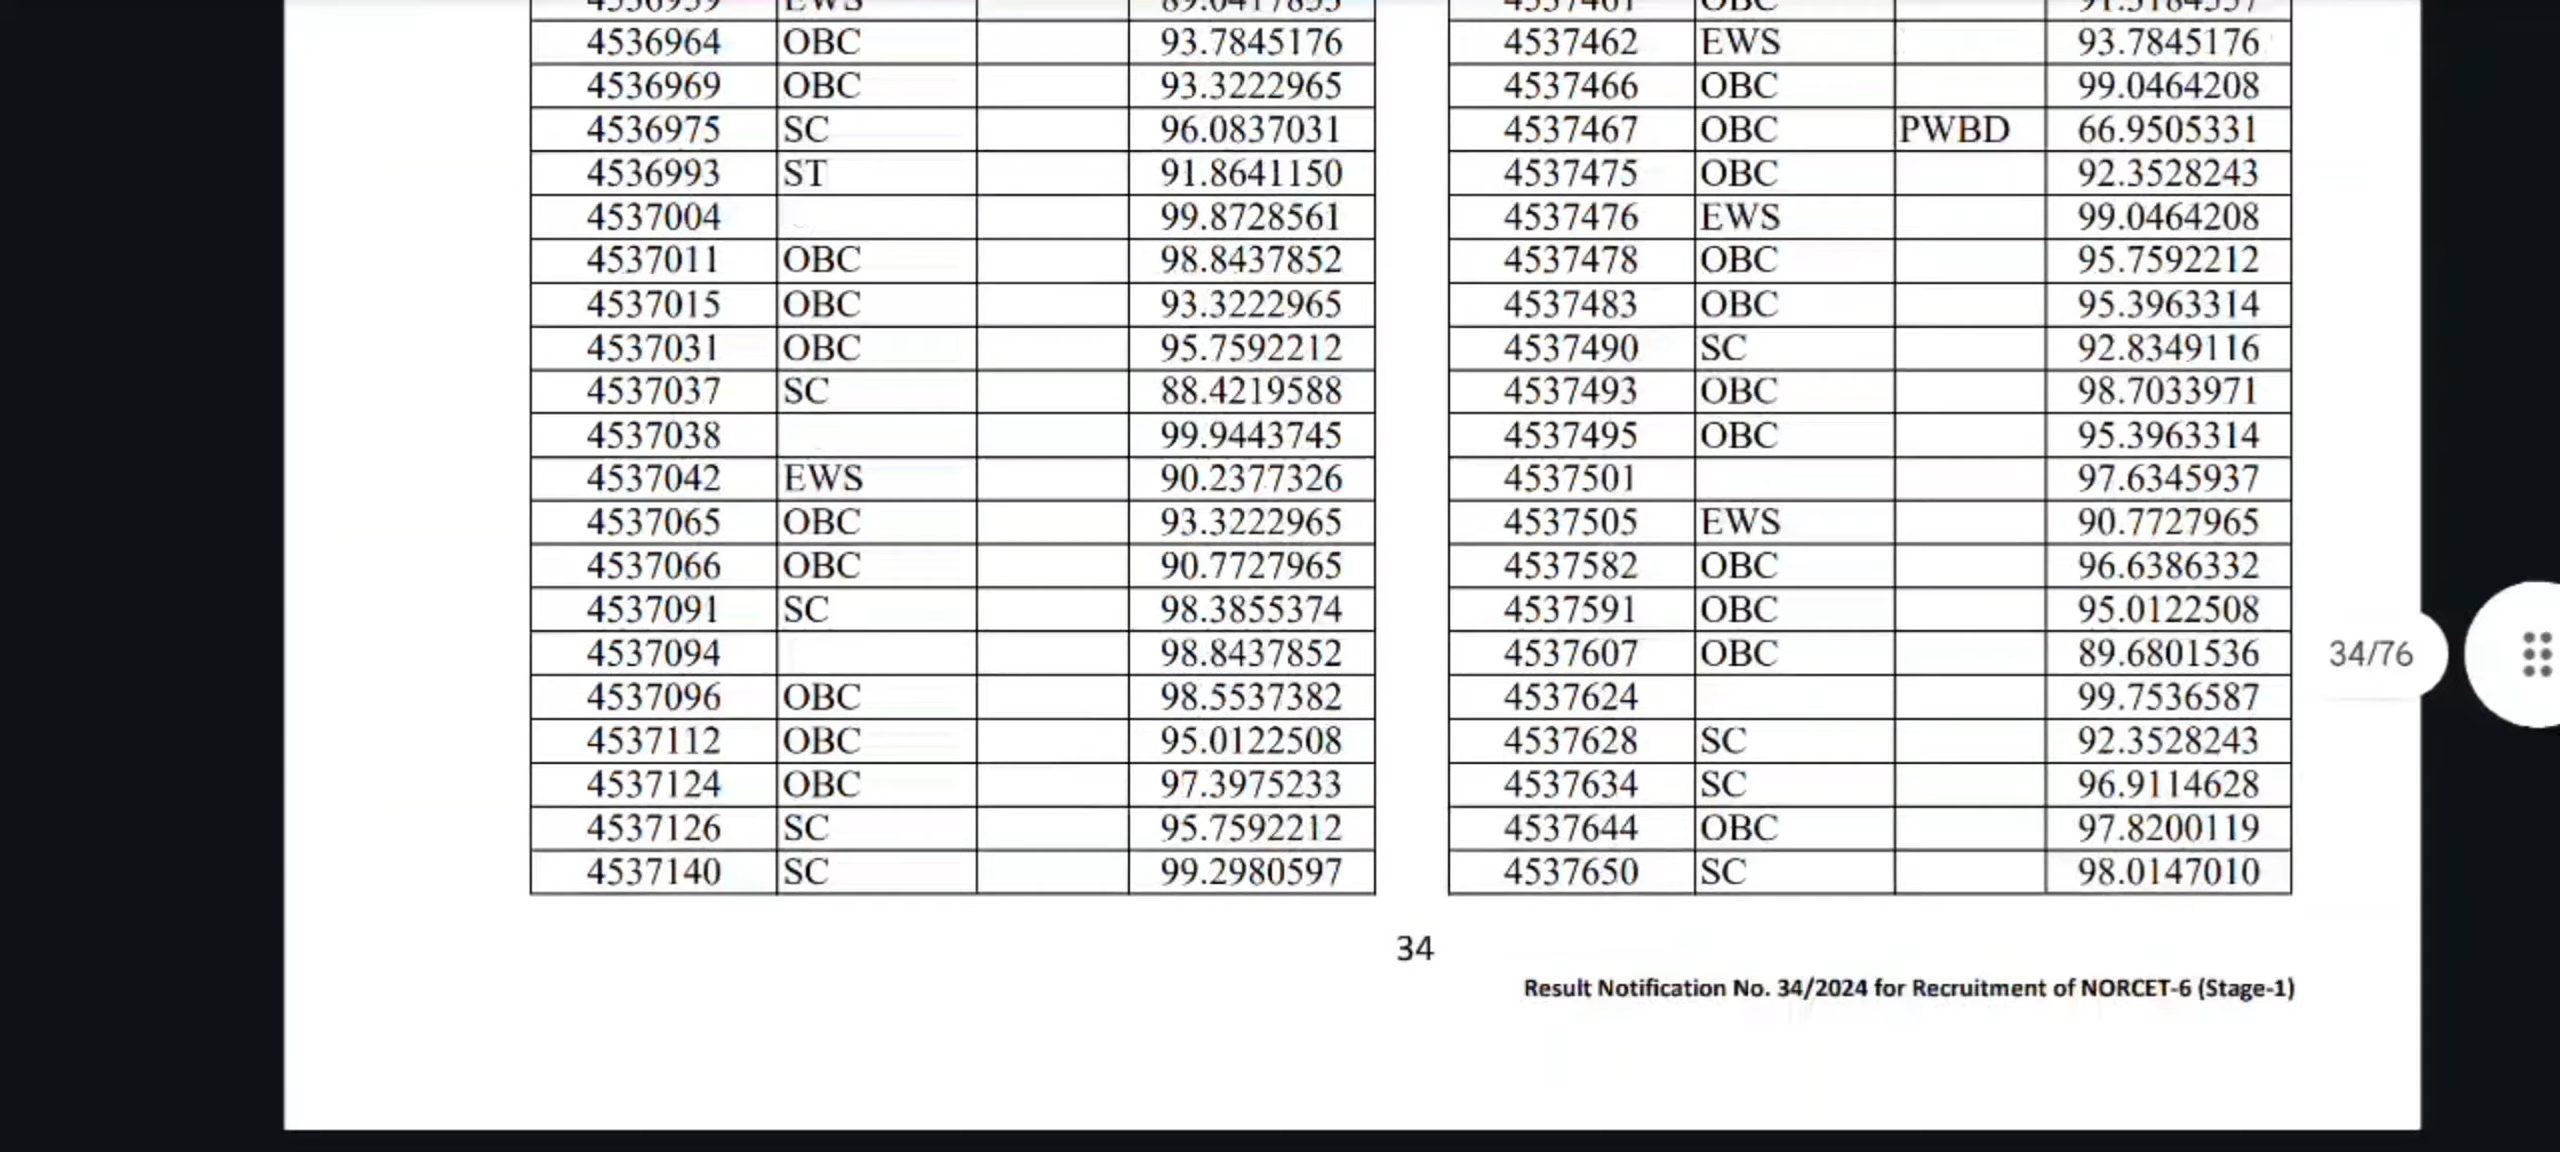 4536964 OBC 93.7845176
4536969 OBC 93.3222965
4536975 SC 96.0837031
4536993 ST 91.8641150
4537004 99.8728561
4537011 OBC 98.8437852
4537015 OBC 93.3222965
4537031 OBC 95.7592212
4537037 SC 88.4219588
4537038 99.9443745
4537042 EWS 90.2377326
4537065 OBC 93.3222965
4537066 OBC 90.7727965
4537091 SC 98.3855374
4537094 98.8437852
4537096 OBC 98.5537382
4537112 OBC 95.0122508
4537124 OBC 97.3975233
4537126 SC 95.7592212
4537140 SC 99.2980597
4537462 EWS 93.7845176
4537466 OBC 99.0464208
4537467 OBC PWBD 66.9505331
4537475 OBC 92.3528243
4537476 EWS 99.0464208
4537478 OBC 95.7592212
4537483 OBC 95.3963314
4537490 SC 92.8349116
4537493 OBC 98.7033971
4537495 OBC 95.3963314
4537501 97.6345937
4537505 EWS 90.7727965
4537582 OBC 96.6386332
4537591 OBC 95.0122508
4537607 OBC 89.6801536
4537624 99.7536587
4537628 SC 92.3528243
4537634 SC 96.9114628
4537644 OBC 97.8200119
4537650 SC 98.0147010
34/76
34
Result Notification No. 34/2024 for Recruitment of NORCET-6 (Stage-1)